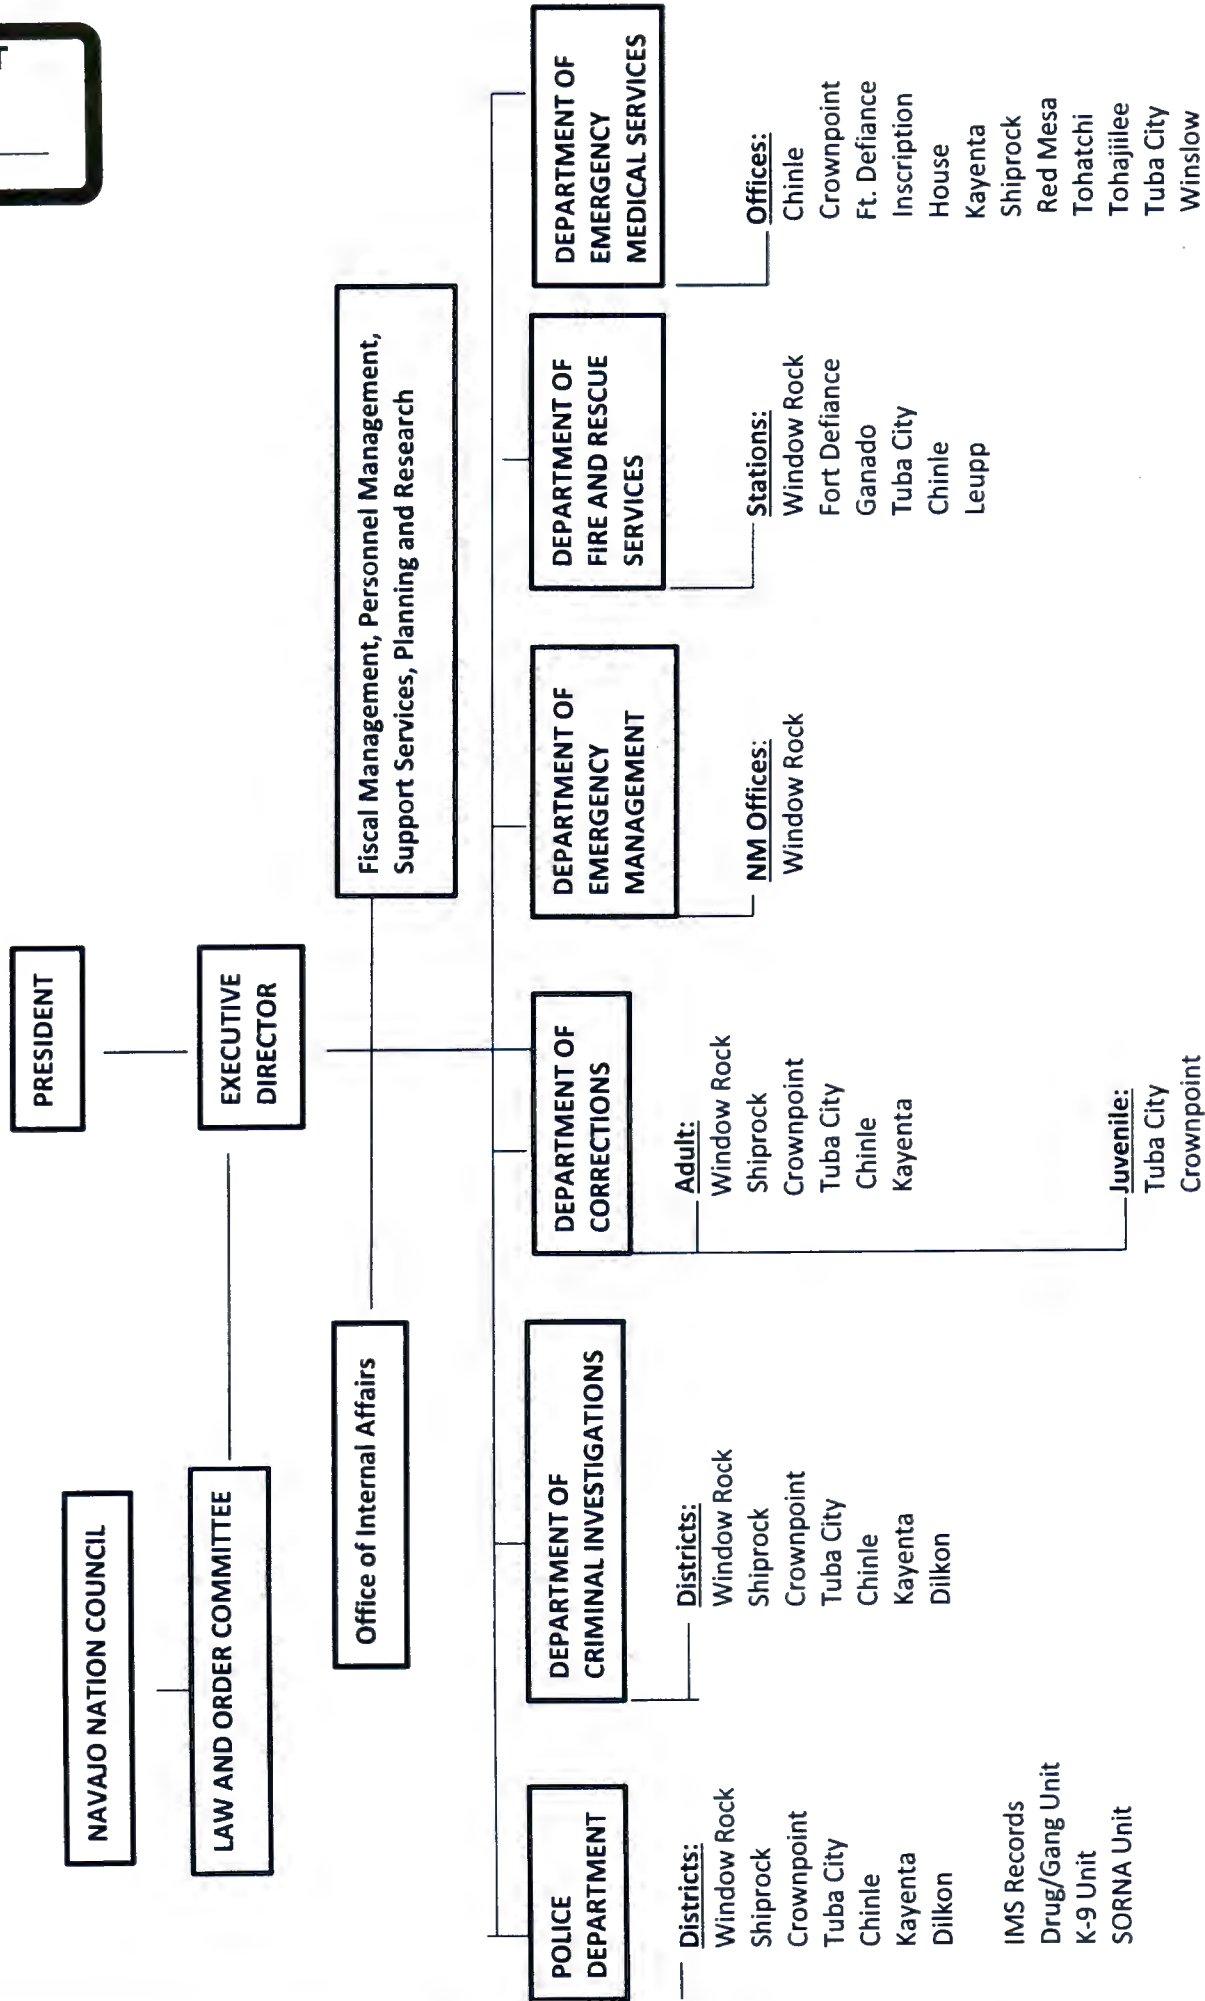 T
PRESIDENT
NAVAJO NATION COUNCIL
EXECUTIVE
DIRECTOR
LAW AND ORDER COMMITTEE
Office of Internal Affairs
Fiscal Management, Personnel Management,
Support Services, Planning and Research
POLICE
DEPARTMENT
Districts:
Window Rock
Shiprock
Crownpoint
Tuba City
Chinle
Kayenta
Dilkon
IMS Records
Drug/Gang Unit
K-9 Unit
SORNA Unit
DEPARTMENT OF
CRIMINAL INVESTIGATIONS
Districts:
Window Rock
Shiprock
Crownpoint
Tuba City
Chinle
Kayenta
Dilkon
DEPARTMENT OF
CORRECTIONS
Adult:
Window Rock
Shiprock
Crownpoint
Tuba City
Chinle
Kayenta
Juvenile:
Tuba City
Crownpoint
DEPARTMENT OF
EMERGENCY
MANAGEMENT
NM Offices:
Window Rock
DEPARTMENT OF
FIRE AND RESCUE
SERVICES
Stations:
Window Rock
Fort Defiance
Ganado
Tuba City
Chinle
Leupp
DEPARTMENT OF
EMERGENCY
MEDICAL SERVICES
Offices:
Chinle
Crownpoint
Ft. Defiance
Inscription
House
Kayenta
Shiprock
Red Mesa
Tohatchi
Tohajiilee
Tuba City
Winslow